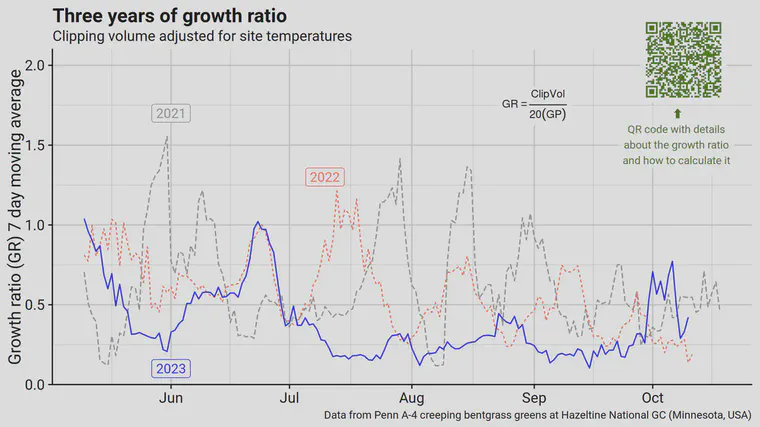 Three years of growth ratio
Clipping volume adjusted for site temperatures
Growth ratio (GR) 7 day moving average
2.0
1.5
1.0
0.5
0.0
2021
2022
2023
GR = ClipVol
20(GP)
QR code with details
about the growth ratio
and how to calculate it
Jun
Jul
Aug
Sep
Oct
Data from Penn A-4 creeping bentgrass greens at Hazeltine National GC (Minnesota, USA)